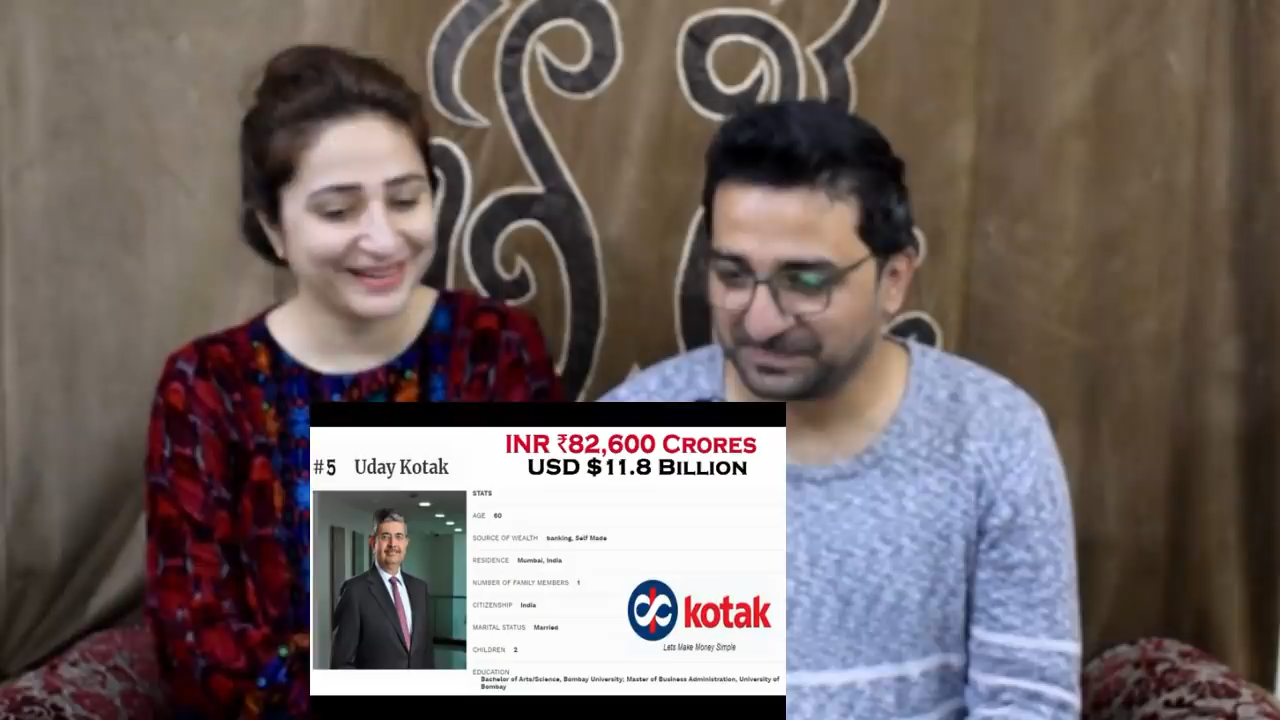 #5 Uday Kotak
INR ₹82,600 CRORES
USD $11.8 BILLION
STATS
AGE 60
SOURCE OF WEALTH banking, Self Made
RESIDENCE Mumbai, India
NUMBER OF FAMILY MEMBERS 1
CITIZENSHIP India
MARITAL STATUS Married
CHILDREN 2
EDUCATION
Bachelor of Arts/Science, Bombay University; Master of Business Administration, University of
Bombay
kotak
Lets Make Money Simple